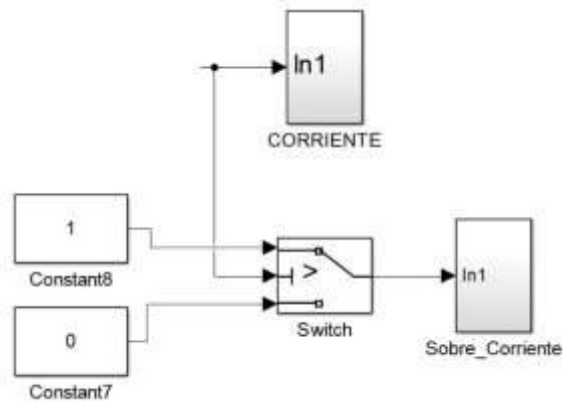 In1
CORRIENTE
1
Constant8
>
Switch
In1
Sobre_Corriente
0
Constant7